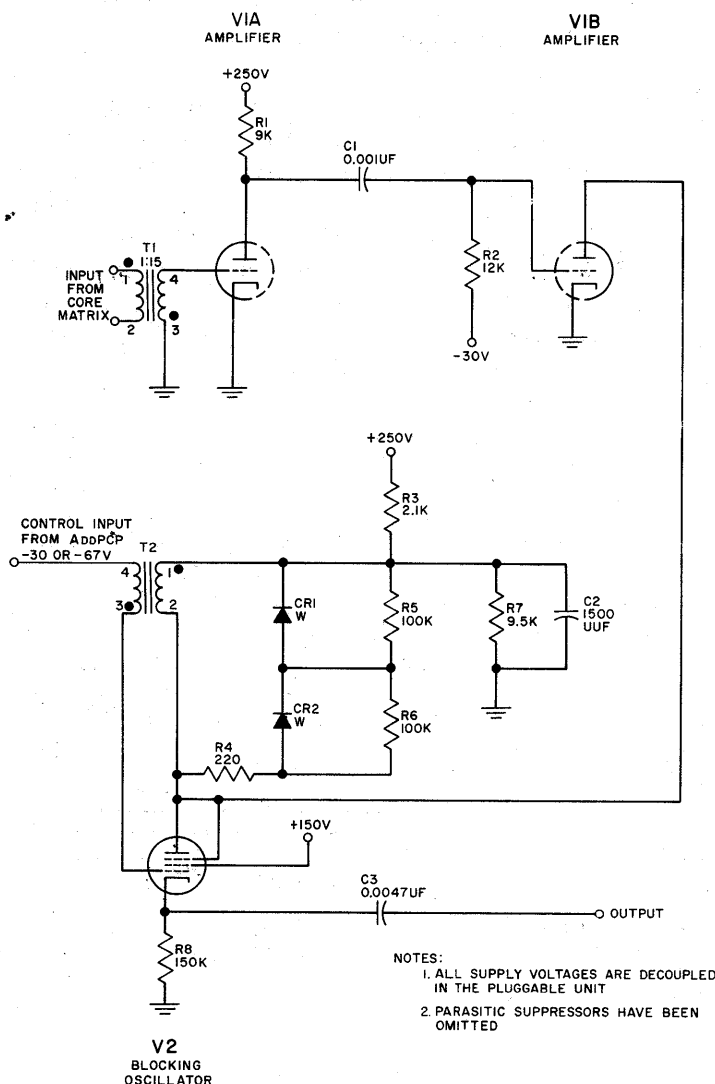 V1A
AMPLIFIER
V1B
AMPLIFIER
+250V
R1
9K
C1
0.001UF
T1
1:15
INPUT
FROM
CORE
MATRIX
1
4
2
3
R2
12K
-30V
+250V
R3
2.1K
CONTROL INPUT
FROM ADDPCP
-30 OR -67V
T2
4
1
3
2
CR1
W
R5
100K
R7
9.5K
C2
1500
UUF
CR2
W
R6
100K
R4
220
+150V
C3
0.0047UF
OUTPUT
R8
150K
NOTES:
1. ALL SUPPLY VOLTAGES ARE DECOUPLED
IN THE PLUGGABLE UNIT
2. PARASITIC SUPPRESSORS HAVE BEEN
OMITTED
V2
BLOCKING
OSCILLATOR